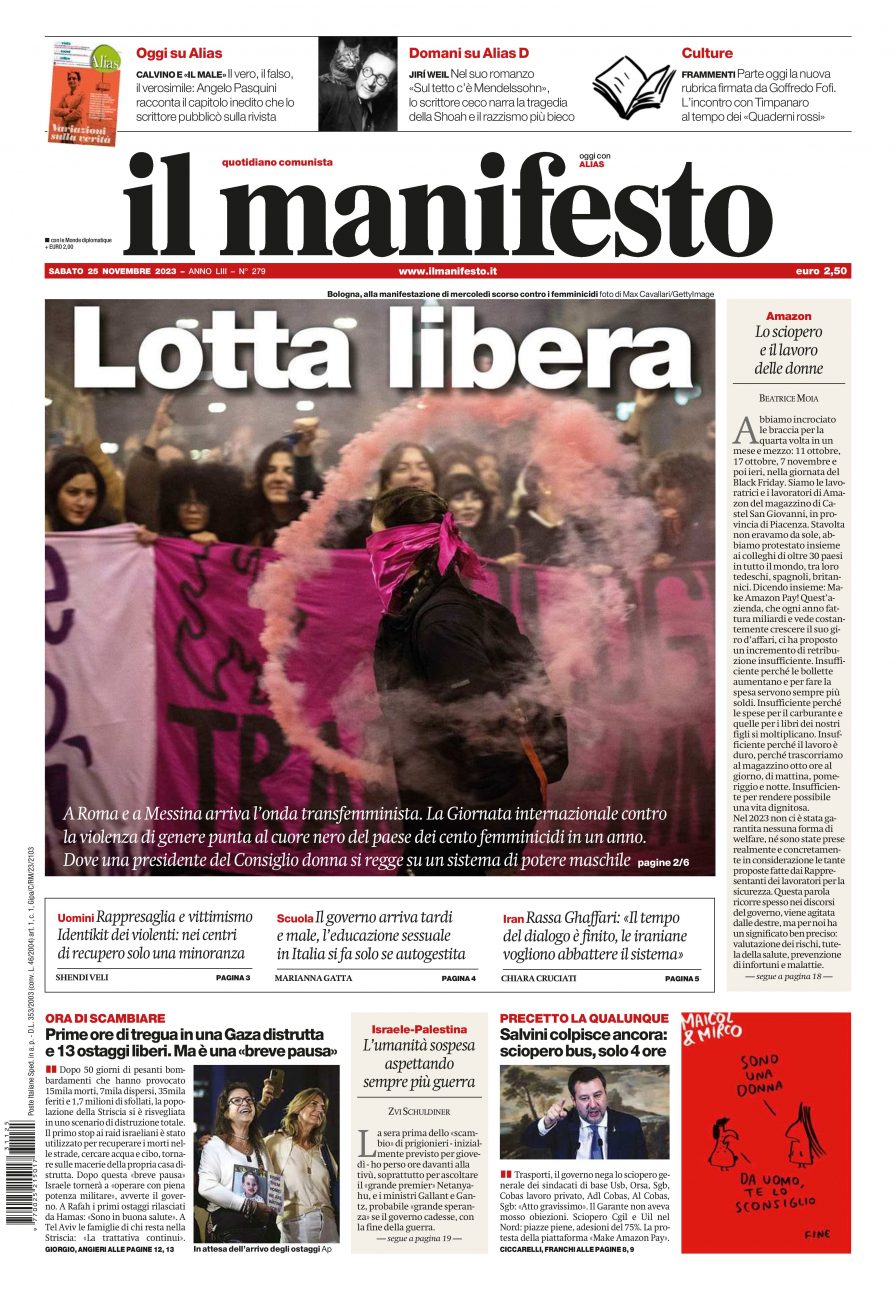 Oggi su Alias
CALVINO E «IL MALE» Il vero, il falso,
il verosimile: Angelo Pasquini
racconta il capitolo inedito che lo
scrittore pubblicò sulla rivista
Alias
Variazioni
sulla verità
Domani su Alias D
JIRÍ WEIL Nel suo romanzo
«Sul tetto c'è Mendelssohn»,
lo scrittore ceco narra la tragedia
della Shoah e il razzismo più bieco
Culture
FRAMMENTI Parte oggi la nuova
rubrica firmata da Goffredo Fofi.
L'incontro con Timpanaro
al tempo dei «Quaderni rossi»
quotidiano comunista
oggi con
ALIAS
il manifesto
con le Monde diplomatique
+ EURO 2,00
SABATO 25 NOVEMBRE 2023 – ANNO LIII – N° 279
www.ilmanifesto.it
euro 2,50
Bologna, alla manifestazione di mercoledì scorso contro i femminicidi foto di Max Cavallari/GettyImage
Lotta libera
TRA
A Roma e a Messina arriva l'onda transfemminista. La Giornata internazionale contro
la violenza di genere punta al cuore nero del paese dei cento femminicidi in un anno.
Dove una presidente del Consiglio donna si regge su un sistema di potere maschile pagine 2/6
Amazon
Lo sciopero
e il lavoro
delle donne
BEATRICE MOIA
Abbiamo incrociato
le braccia per la
quarta volta in un
mese e mezzo: 11 ottobre,
17 ottobre, 7 novembre e
poi ieri, nella giornata del
Black Friday. Siamo le lavo-
ratrici e i lavoratori di Ama-
zon del magazzino di Ca-
stel San Giovanni, in pro-
vincia di Piacenza. Stavolta
non eravamo da sole, ab-
biamo protestato insieme
ai colleghi di oltre 30 paesi
in tutto il mondo, tra loro
tedeschi, spagnoli, britan-
nici. Dicendo insieme: Ma-
ke Amazon Pay! Quest'a-
zienda, che ogni anno fat-
tura miliardi e vede costan-
temente crescere il suo gi-
ro d'affari, ci ha proposto
un incremento di retribu-
zione insufficiente. Insuffi-
ciente perché le bollette
aumentano e per fare la
spesa servono sempre più
soldi. Insufficiente perché
le spese per il carburante e
quelle per i libri dei nostri
figli si moltiplicano. Insuf-
ficiente perché il lavoro è
duro, perché trascorriamo
al magazzino otto ore al
giorno, di mattina, pome-
riggio e notte. Insufficien-
te per rendere possibile
una vita dignitosa.
Nel 2023 non ci è stata ga-
rantita nessuna forma di
welfare, né sono state prese
realmente e concretamen-
te in considerazione le tante
proposte fatte dai Rappre-
sentanti dei lavoratori per la
sicurezza. Questa parola
ricorre spesso nei discorsi
del governo, viene agitata
dalle destre, ma per noi ha
un significato ben preciso:
valutazione dei rischi, tute-
la della salute, prevenzione
di infortuni e malattie.
— segue a pagina 18 —
Uomini Rappresaglia e vittimismo
Identikit dei violenti: nei centri
di recupero solo una minoranza
SHENDI VELI PAGINA 3
Scuola Il governo arriva tardi
e male, l'educazione sessuale
in Italia si fa solo se autogestita
MARIANNA GATTA PAGINA 4
Iran Rassa Ghaffari: «Il tempo
del dialogo è finito, le iraniane
vogliono abbattere il sistema»
CHIARA CRUCIATI PAGINA 5
ORA DI SCAMBIARE
Prime ore di tregua in una Gaza distrutta
e 13 ostaggi liberi. Ma è una «breve pausa»
Dopo 50 giorni di pesanti bom-
bardamenti che hanno provocato
15mila morti, 7mila dispersi, 35mila
feriti e 1,7 milioni di sfollati, la po-
polazione della Striscia si è risvegliata
in uno scenario di distruzione totale.
Il primo stop ai raid israeliani è stato
utilizzato per recuperare i morti nel-
le strade, cercare acqua e cibo, torna-
re sulle macerie della propria casa di-
strutta. Dopo questa «breve pausa»
Israele tornerà a «operare con piena
potenza militare», avverte il gover-
no. A Rafah i primi ostaggi rilasciati
da Hamas: «Sono in buona salute». A
Tel Aviv le famiglie di chi resta nella
Striscia: «La trattativa continui».
GIORGIO, ANGIERI ALLE PAGINE 12, 13
In attesa dell'arrivo degli ostaggi Ap
Israele-Palestina
L'umanità sospesa
aspettando
sempre più guerra
ZVI SCHULDINER
La sera prima dello «scam-
bio» di prigionieri - inizial-
mente previsto per giove-
dì - ho perso ore davanti alla
tivù, soprattutto per ascoltare
il «grande premier» Netanya-
hu, e i ministri Gallant e Gan-
tz, probabile «grande speran-
za» se il governo cadesse, con
la fine della guerra.
— segue a pagina 19 —
PRECETTO LA QUALUNQUE
Salvini colpisce ancora:
sciopero bus, solo 4 ore
Trasporti, il governo nega lo sciopero ge-
nerale dei sindacati di base Usb, Orsa, Sgb,
Cobas lavoro privato, Adl Cobas, Al Cobas,
Sgb: «Atto gravissimo». Il Garante non aveva
mosso obiezioni. Sciopero Cgil e Uil nel
Nord: piazze piene, adesioni del 75%. La pro-
testa della piattaforma «Make Amazon Pay».
CICCARELLI, FRANCHI ALLE PAGINE 8, 9
MAICOL
& MIRCO
SONO
UNA
DONNA
DA UOMO,
TE LO
SCONSIGLIO
FINE
Poste Italiane Sped. in a. p. - D.L. 353/2003 (conv. L. 46/2004) art. 1, c. 1, Gipa/C/RM/23/2103
31125
9 770025 215017